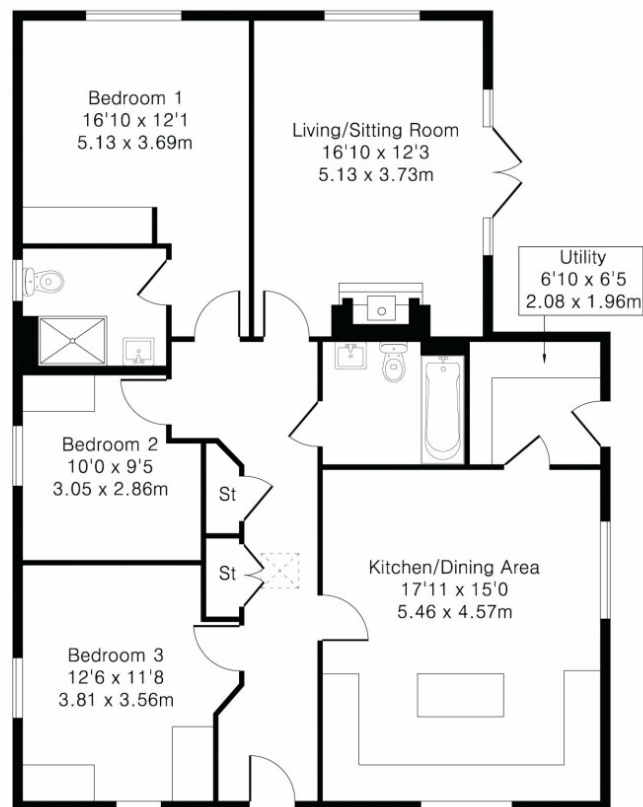 Bedroom 1
16'10 x 12'1
5.13 x 3.69m
Living/Sitting Room
16'10 x 12'3
5.13 x 3.73m
Utility
6'10 x 6'5
2.08 x 1.96m
Bedroom 2
10'0 x 9'5
3.05 x 2.86m
St
St
Kitchen/Dining Area
17'11 x 15'0
5.46 x 4.57m
Bedroom 3
12'6 x 11'8
3.81 x 3.56m